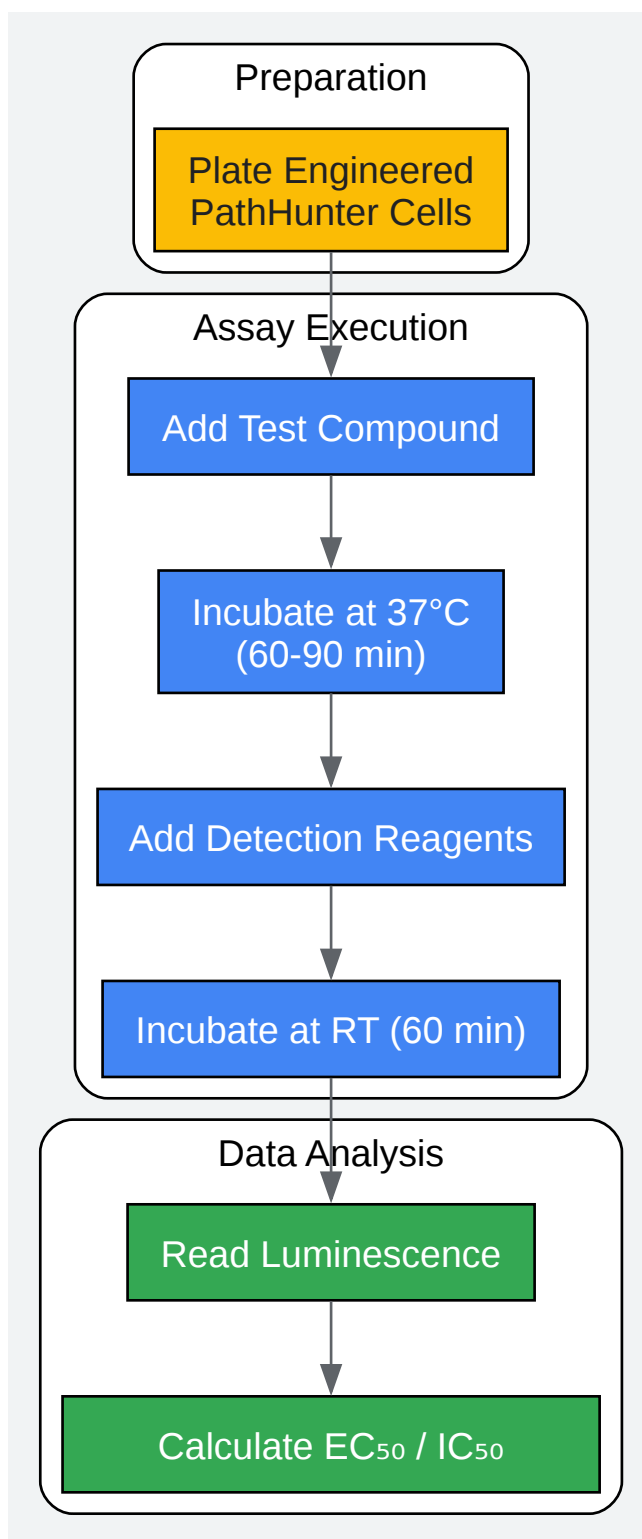 Preparation
Plate Engineered
PathHunter Cells
Assay Execution
Add Test Compound
Incubate at 37°C
(60-90 min)
Add Detection Reagents
Incubate at RT (60 min)
Data Analysis
Read Luminescence
Calculate EC₅₀ / IC₅₀